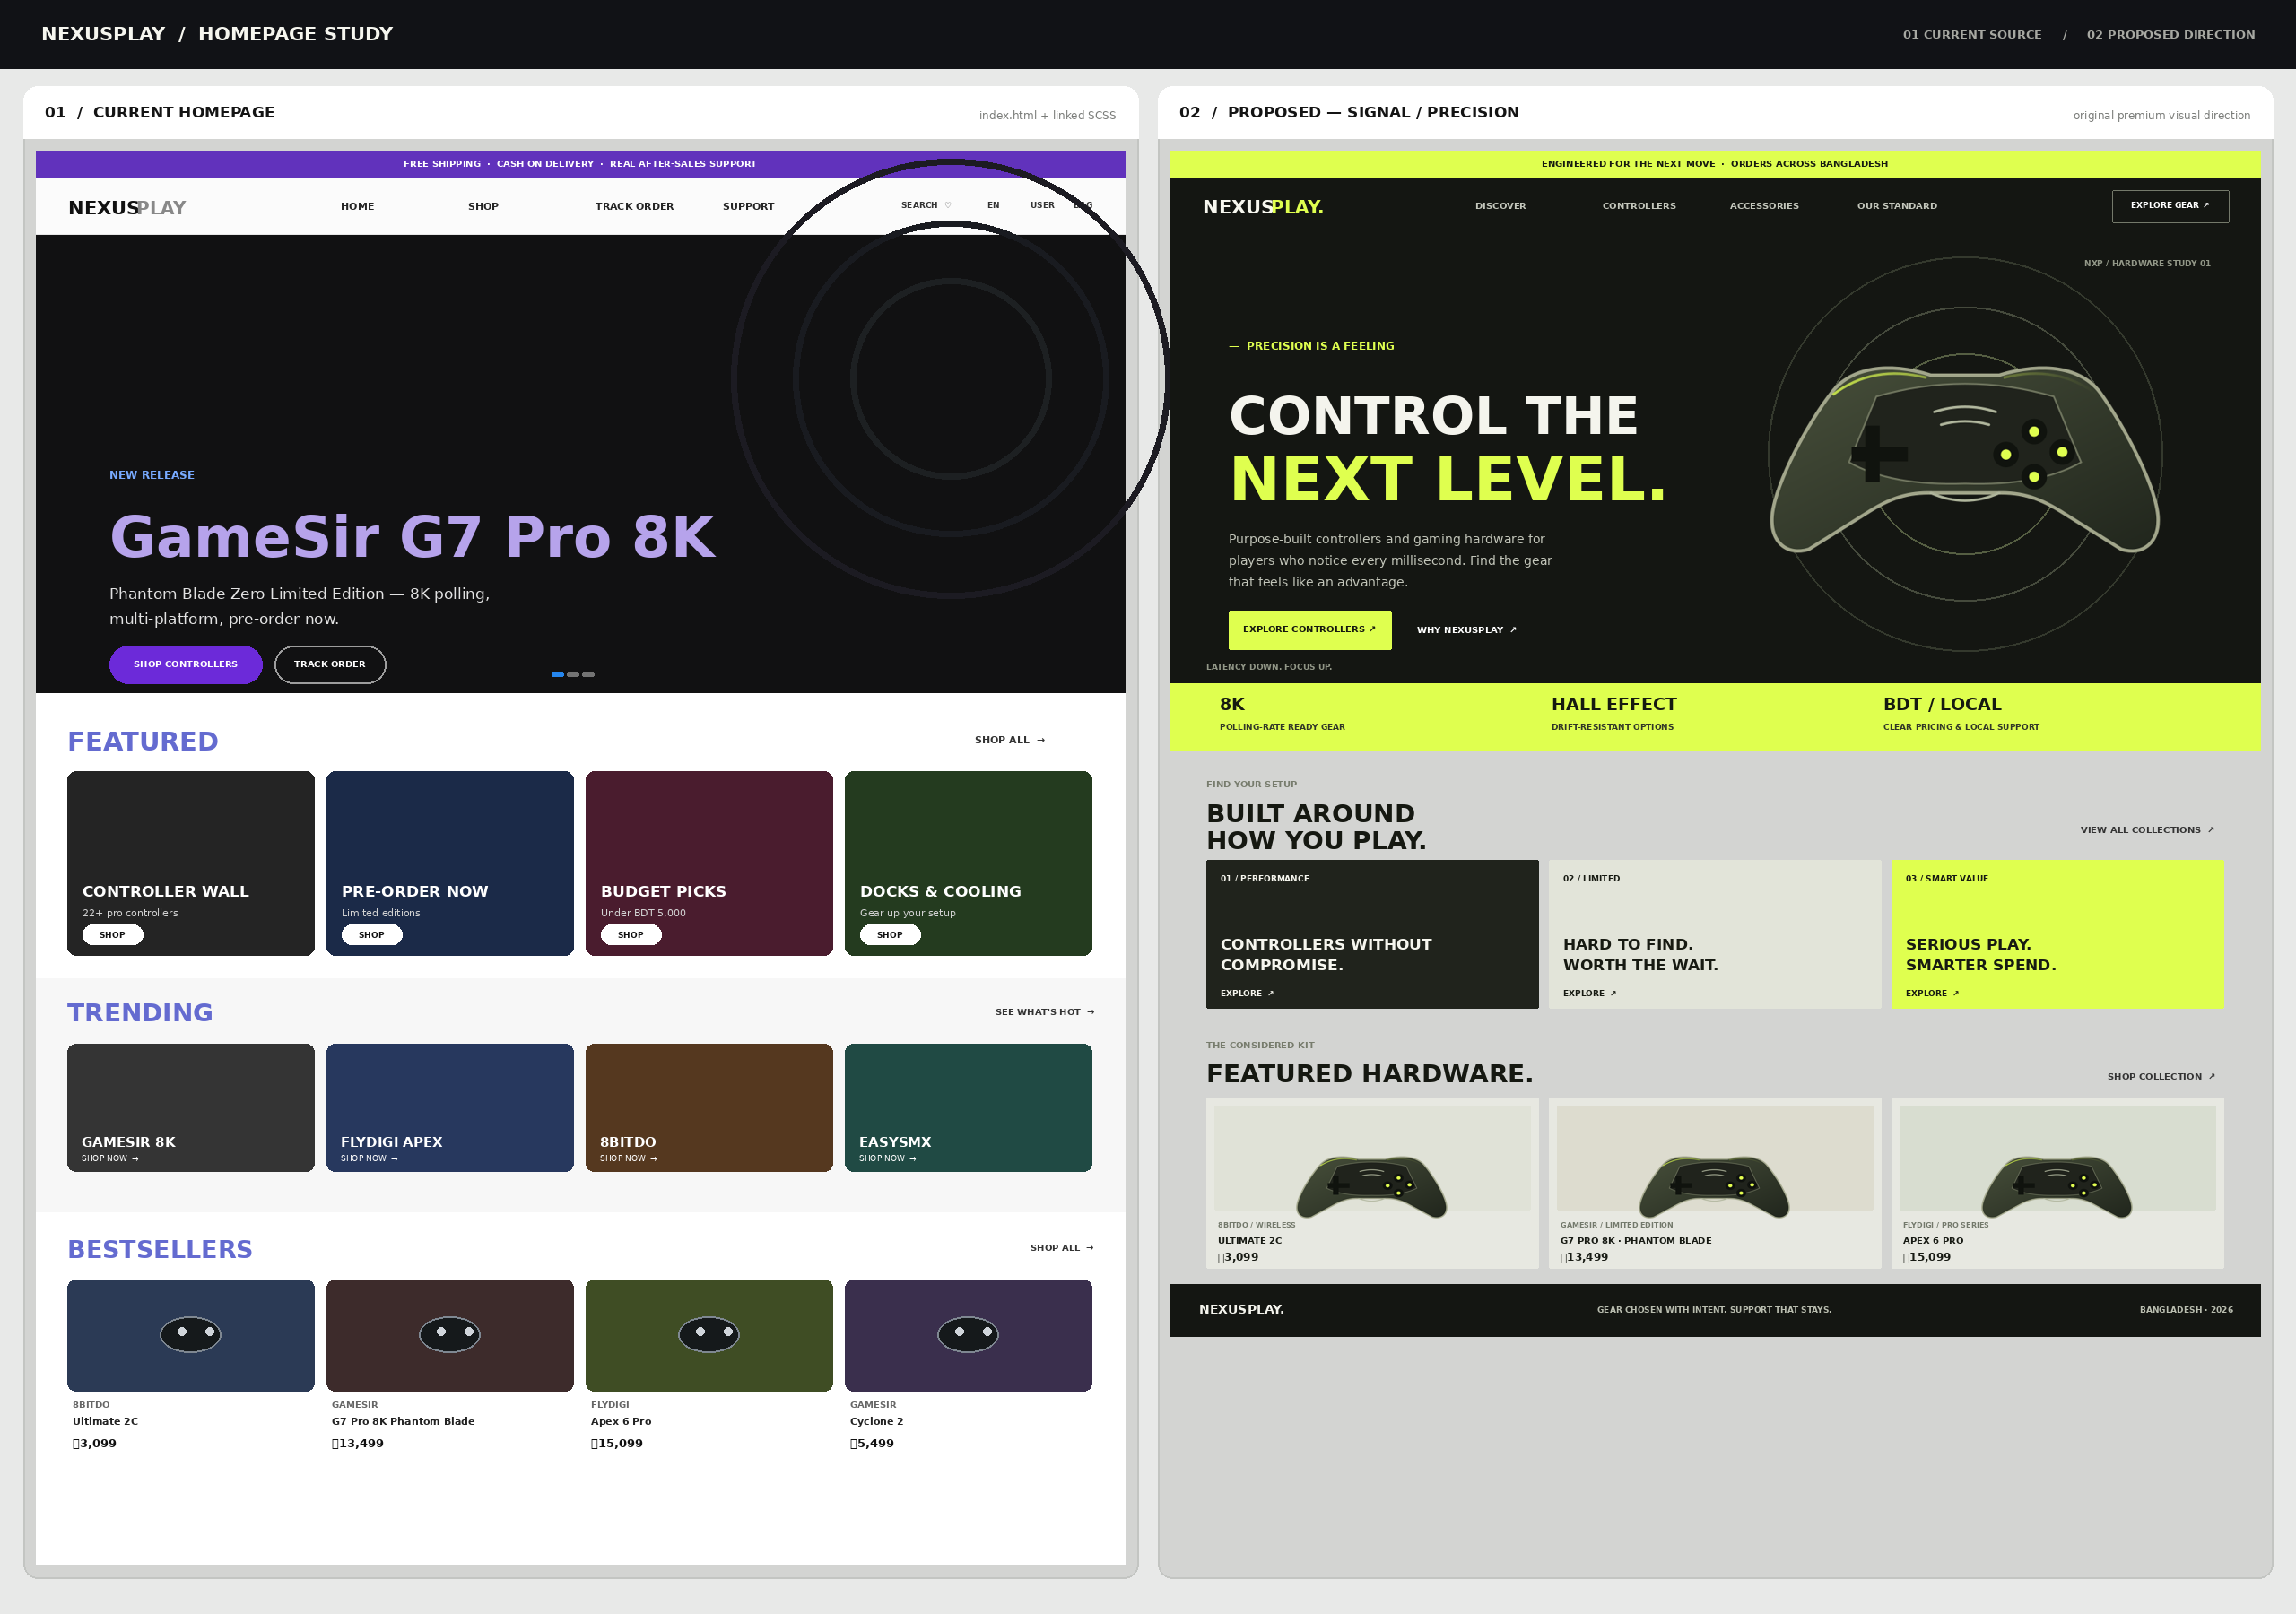 NEXUSPLAY / HOMEPAGE STUDY
01 CURRENT SOURCE / 02 PROPOSED DIRECTION
01 / CURRENT HOMEPAGE
index.html + linked SCSS
FREE SHIPPING · CASH ON DELIVERY · REAL AFTER-SALES SUPPORT
NEXUSPLAY
HOME SHOP TRACK ORDER SUPPORT
SEARCH ♡ EN USER BAG
NEW RELEASE
GameSir G7 Pro 8K
Phantom Blade Zero Limited Edition — 8K polling,
multi-platform, pre-order now.
SHOP CONTROLLERS
TRACK ORDER
FEATURED
SHOP ALL →
CONTROLLER WALL
22+ pro controllers
SHOP
PRE-ORDER NOW
Limited editions
SHOP
BUDGET PICKS
Under BDT 5,000
SHOP
DOCKS & COOLING
Gear up your setup
SHOP
TRENDING
SEE WHAT'S HOT →
GAMESIR 8K
SHOP NOW →
FLYDIGI APEX
SHOP NOW →
8BITDO
SHOP NOW →
EASYSMX
SHOP NOW →
BESTSELLERS
SHOP ALL →
8BITDO
Ultimate 2C
3,099
GAMESIR
G7 Pro 8K Phantom Blade
13,499
FLYDIGI
Apex 6 Pro
15,099
GAMESIR
Cyclone 2
5,499
02 / PROPOSED — SIGNAL / PRECISION
original premium visual direction
ENGINEERED FOR THE NEXT MOVE · ORDERS ACROSS BANGLADESH
NEXUSPLAY.
DISCOVER CONTROLLERS ACCESSORIES OUR STANDARD
EXPLORE GEAR ↗
NXP / HARDWARE STUDY 01
— PRECISION IS A FEELING
CONTROL THE
NEXT LEVEL.
Purpose-built controllers and gaming hardware for
players who notice every millisecond. Find the gear
that feels like an advantage.
EXPLORE CONTROLLERS ↗
WHY NEXUSPLAY ↗
LATENCY DOWN. FOCUS UP.
8K
POLLING-RATE READY GEAR
HALL EFFECT
DRIFT-RESISTANT OPTIONS
BDT / LOCAL
CLEAR PRICING & LOCAL SUPPORT
FIND YOUR SETUP
BUILT AROUND
HOW YOU PLAY.
VIEW ALL COLLECTIONS ↗
01 / PERFORMANCE
CONTROLLERS WITHOUT
COMPROMISE.
EXPLORE ↗
02 / LIMITED
HARD TO FIND.
WORTH THE WAIT.
EXPLORE ↗
03 / SMART VALUE
SERIOUS PLAY.
SMARTER SPEND.
EXPLORE ↗
THE CONSIDERED KIT
FEATURED HARDWARE.
SHOP COLLECTION ↗
8BITDO / WIRELESS
ULTIMATE 2C
3,099
GAMESIR / LIMITED EDITION
G7 PRO 8K · PHANTOM BLADE
13,499
FLYDIGI / PRO SERIES
APEX 6 PRO
15,099
NEXUSPLAY.
GEAR CHOSEN WITH INTENT. SUPPORT THAT STAYS.
BANGLADESH · 2026